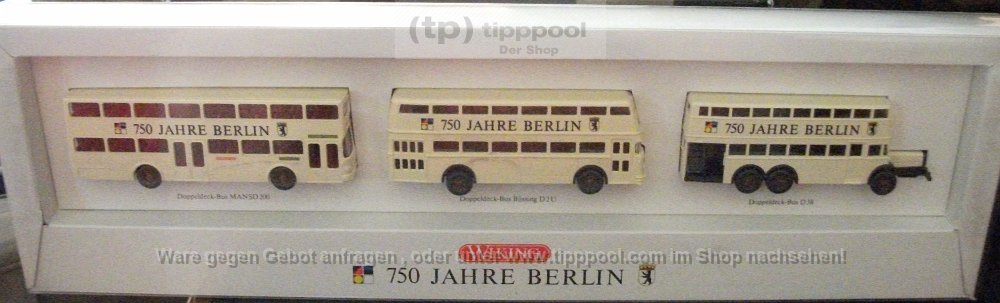 (tp) tipppool
Der Shop
750 JAHRE BERLIN
750 JAHRE BERLIN
750 JAHRE BERLIN
Doppeldeck-Bus MAN SD 200
Doppeldeck-Bus Büssing D2U
Doppeldeck-Bus D 38
WIKING
Ware gegen Gebot anfragen , oder unter www.tipppool.com im Shop nachsehen!
750 JAHRE BERLIN